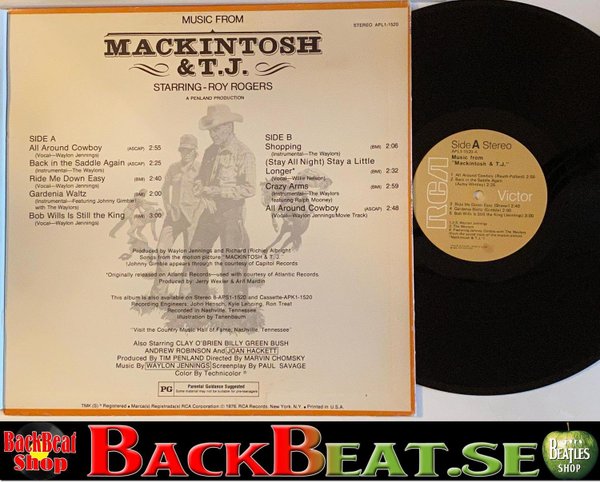 MUSIC FROM
STEREO APL1-1520
MACKINTOSH
& T.J.
STARRING-ROY ROGERS
A PENLAND PRODUCTION
SIDE A
All Around Cowboy (ASCAP) 2:55
(Vocal—Waylon Jennings)
Back in the Saddle Again (ASCAP) 2:25
(Instrumental—The Waylors)
Ride Me Down Easy (BMI) 2:40
(Vocal—Waylon Jennings)
Gardenia Waltz (BMI) 2:00
(Instrumental—Featuring Johnny Gimble
with The Waylors)
Bob Wills Is Still the King (BMI) 3:00
(Vocal—Waylon Jennings)
SIDE B
Shopping (BMI) 2:06
(Instrumental—The Waylors)
(Stay All Night) Stay a Little
Longer* (BMI) 2:32
(Vocal—Willie Nelson)
Crazy Arms (BMI) 2:59
(Instrumental—The Waylors
featuring Ralph Mooney)
All Around Cowboy (ASCAP) 2:48
(Vocal—Waylon Jennings/Movie Track)
Produced by Waylon Jennings and Richard (Richie) Albright
Songs from the motion picture "MACKINTOSH & T. J."
(Johnny Gimble appears through the courtesy of Capitol Records
*Originally released on Atlantic Records—used with courtesy of Atlantic Records.
Produced by: Jerry Wexler & Arif Mardin
This album is also available on Stereo 8-APS1-1520 and Cassette-APK1-1520
Recording Engineers: John Hensch, Kyle Lehning, Ron Treat
Recorded in Nashville, Tennessee
Illustration by Tanenbaum
"Visit the Country Music Hall of Fame, Nashville, Tennessee"
Also Starring CLAY O'BRIEN BILLY GREEN BUSH
ANDREW ROBINSON And JOAN HACKETT
Produced By TIM PENLAND Directed By MARVIN CHOMSKY
Music By WAYLON JENNINGS Screenplay By PAUL SAVAGE
Color By Technicolor ®
PG Parental Guidance Suggested
Some material may not be suitable for pre-teenagers
TMK (S) ® Registered • Marca(s) Registrada(s) RCA Corporation Ⓟ 1976 RCA Records, New York, N.Y. • Printed in U.S.A.
RCA
Victor
Side A Stereo
APL1-1520-A
Music from
"Mackintosh & T.J."
BackBeat
Shop
BACKBEAT.SE
BEATLES
SHOP